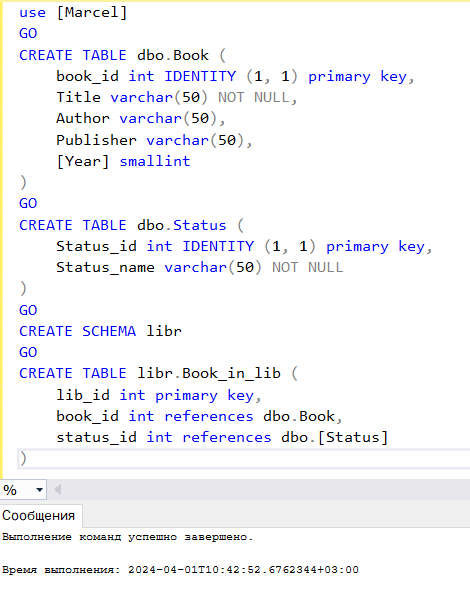 use [Marcel]
GO
CREATE TABLE dbo.Book (
    book_id int IDENTITY (1, 1) primary key,
    Title varchar(50) NOT NULL,
    Author varchar(50),
    Publisher varchar(50),
    [Year] smallint
)
GO
CREATE TABLE dbo.Status (
    Status_id int IDENTITY (1, 1) primary key,
    Status_name varchar(50) NOT NULL
)
GO
CREATE SCHEMA libr
GO
CREATE TABLE libr.Book_in_lib (
    lib_id int primary key,
    book_id int references dbo.Book,
    status_id int references dbo.[Status]
)
%
Сообщения
Выполнение команд успешно завершено.
Время выполнения: 2024-04-01T10:42:52.6762344+03:00